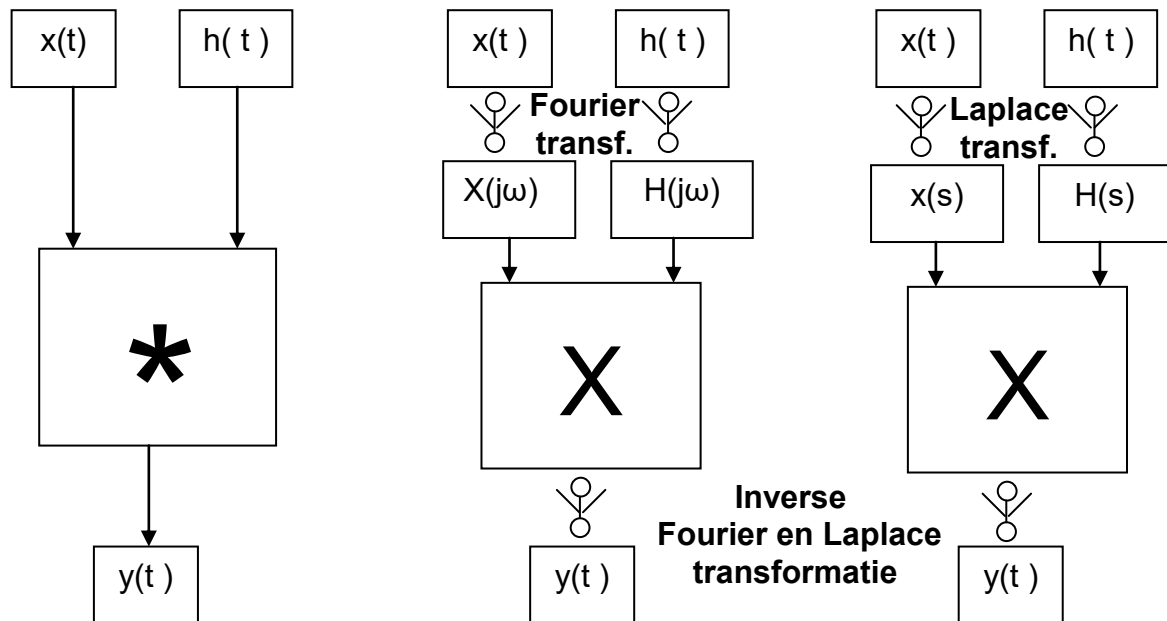 x(t) h( t ) x(t ) h( t ) x(t ) h( t )
Fourier
transf.
Laplace
transf.
X(jω) H(jω) x(s) H(s)
* X X
Inverse
Fourier en Laplace
transformatie
y(t ) y(t ) y(t )